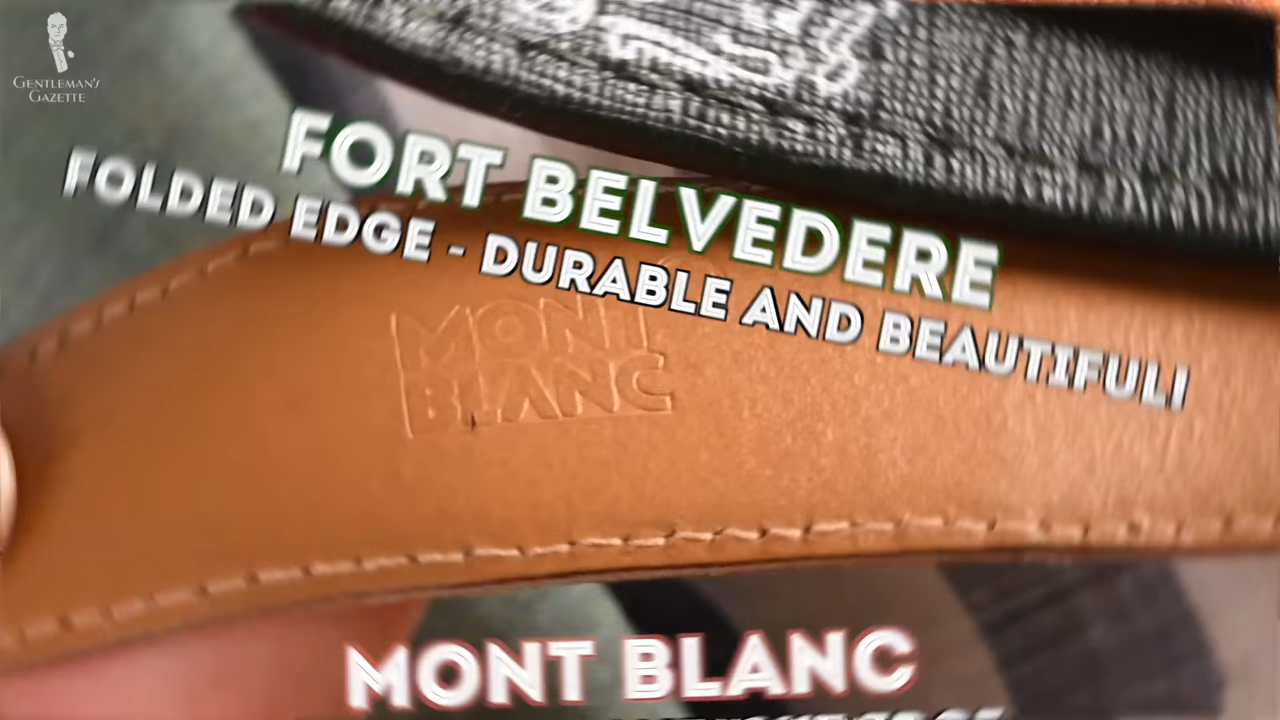 GENTLEMAN'S
GAZETTE
FORT BELVEDERE
FOLDED EDGE - DURABLE AND BEAUTIFUL!
MONT
BLANC
MONT BLANC